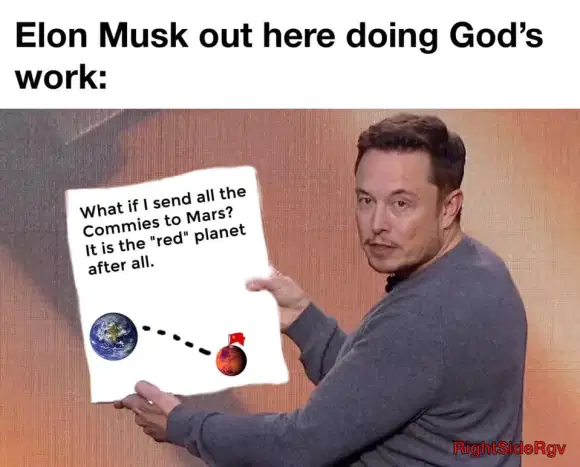 Elon Musk out here doing God’s
work:
What if I send all the
Commies to Mars?
It is the "red" planet
after all.
RightSideRgv